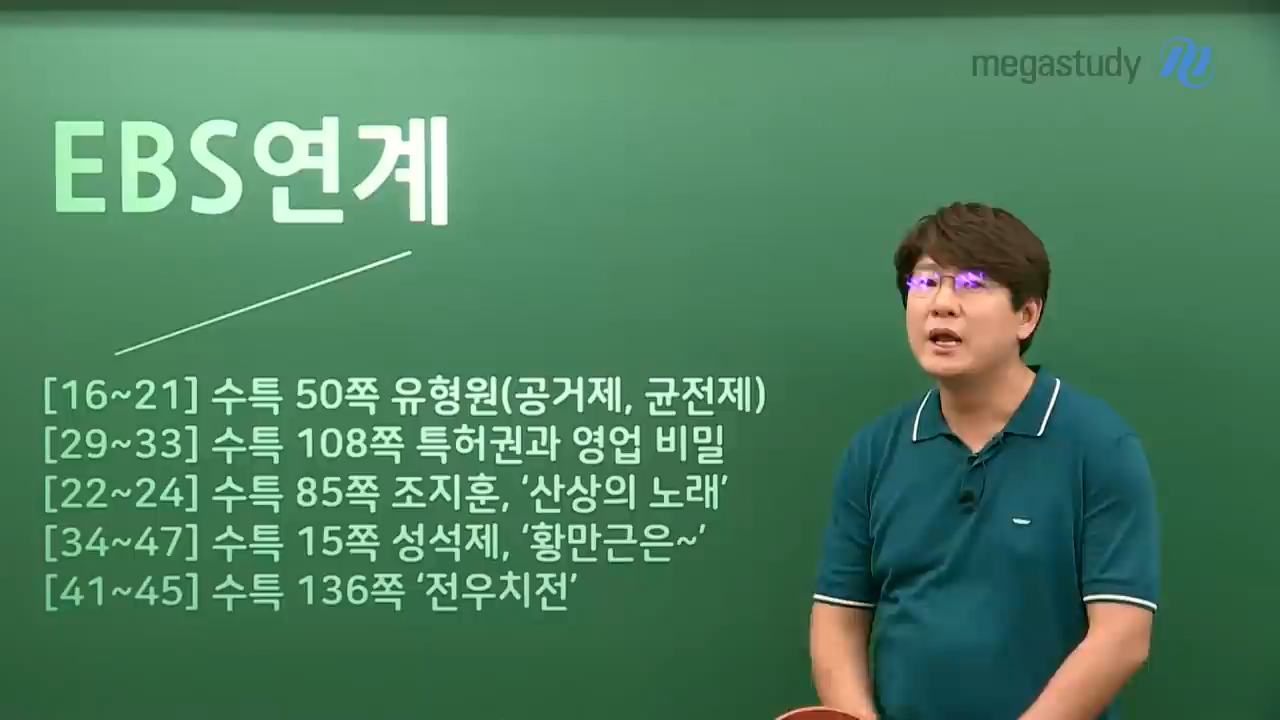 megastudy
EBS연계
[16~21] 수특 50쪽 유형원(공거제, 균전제)
[29~33] 수특 108쪽 특허권과 영업 비밀
[22~24] 수특 85쪽 조지훈, ‘산상의 노래’
[34~47] 수특 15쪽 성석제, ‘황만근은~’
[41~45] 수특 136쪽 ‘전우치전’